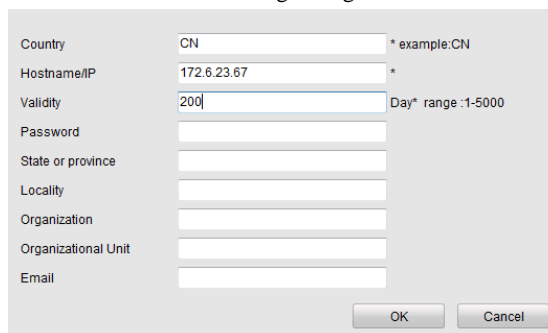 Country CN * example:CN
Hostname/IP 172.6.23.67 *
Validity 200 Day* range :1-5000
Password
State or province
Locality
Organization
Organizational Unit
Email
OK Cancel